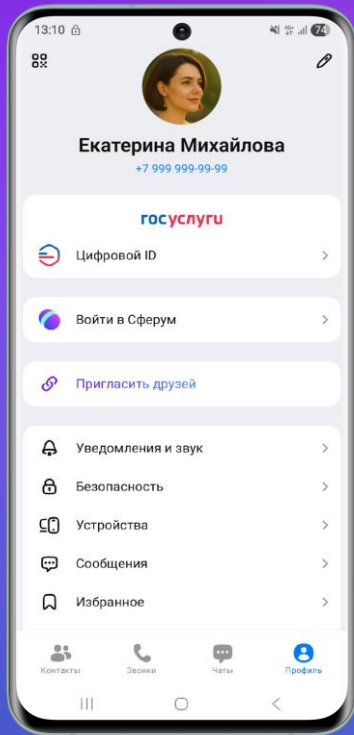 13:10
74
Екатерина Михайлова
+7 999 999-99-99
госуслуги
Цифровой ID
Войти в Сферум
Пригласить друзей
Уведомления и звук
Безопасность
Устройства
Сообщения
Избранное
Контакты Звонки Чаты Профиль